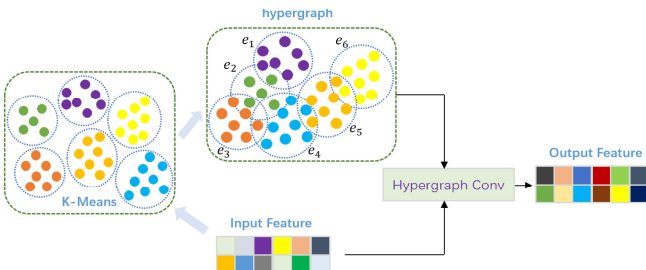 hypergraph
e1
e6
e2
e5
e3
e4
K-Means
Input Feature
Hypergraph Conv
Output Feature